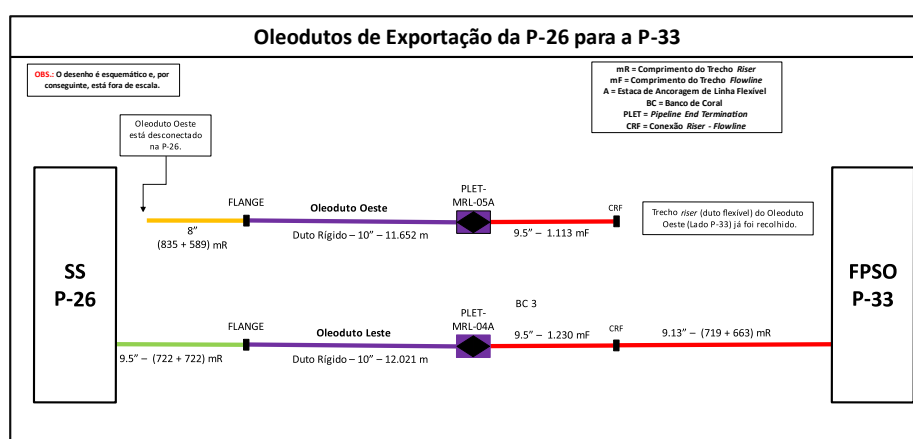 Oleodutos de Exportação da P-26 para a P-33
OBS.: O desenho é esquemático e, por
conseguinte, está fora de escala.
mR = Comprimento do Trecho Riser
mF = Comprimento do Trecho Flowline
A = Estaca de Ancoragem de Linha Flexível
BC = Banco de Coral
PLET = Pipeline End Termination
CRF = Conexão Riser - Flowline
Oleoduto Oeste
está desconectado
na P-26.
FLANGE
Oleoduto Oeste
PLET-
MRL-05A
CRF
Trecho riser (duto flexível) do Oleoduto
Oeste (Lado P-33) já foi recolhido.
8”
(835 + 589) mR
Duto Rígido – 10” – 11.652 m
9.5” – 1.113 mF
SS
P-26
FPSO
P-33
FLANGE
Oleoduto Leste
PLET-
MRL-04A
BC 3
CRF
9.5” – (722 + 722) mR
Duto Rígido – 10” – 12.021 m
9.5” – 1.230 mF
9.13” – (719 + 663) mR